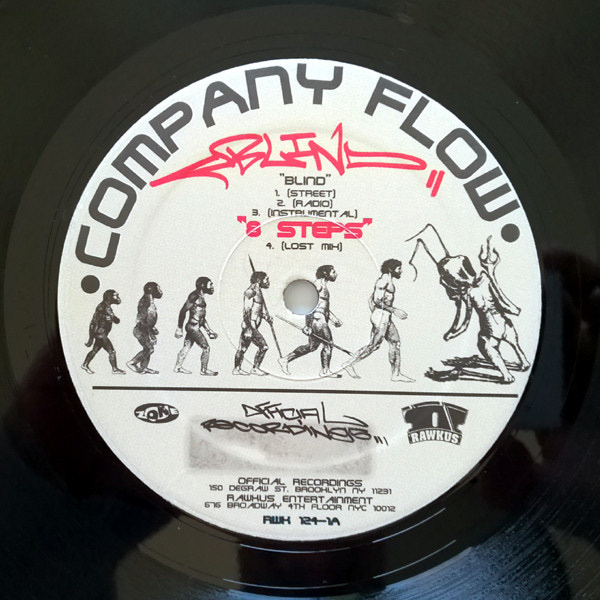 • COMPANY FLOW •
BLIND"
"BLIND"
1. (STREET)
2. (RADIO)
3. (INSTRUMENTAL)
"8 STEPS"
4. (LOST MIX)
OFFICIAL
RECORDINGS
RAWKUS
OFFICIAL RECORDINGS
150 DEGRAW ST. BROOKLYN NY 11231
RAWKUS ENTERTAINMENT
676 BROADWAY 4TH FLOOR NYC 10012
RWK 124-1A